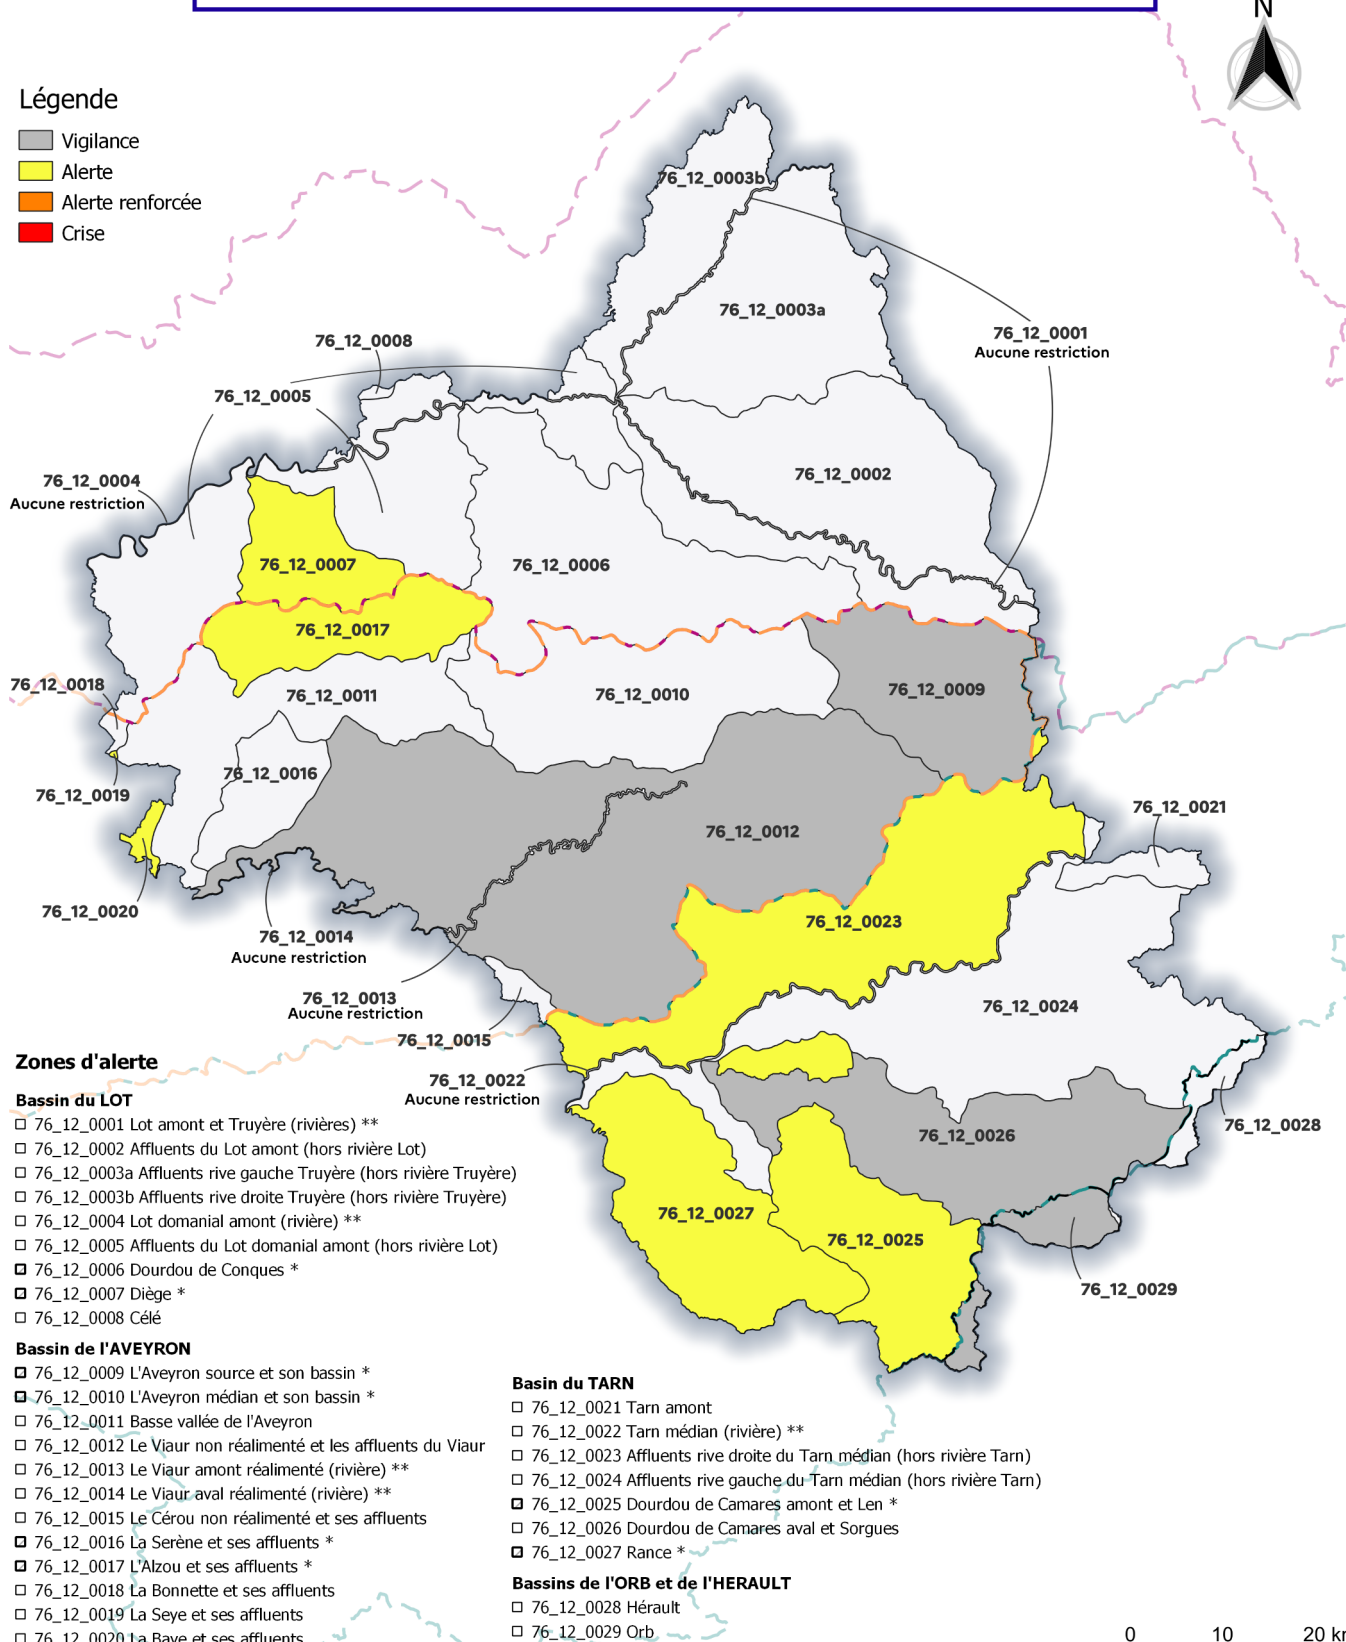 N
Légende
Vigilance
Alerte
Alerte renforcée
Crise
76_12_0003b
76_12_0003a
76_12_0001
Aucune restriction
76_12_0008
76_12_0005
76_12_0002
76_12_0004
Aucune restriction
76_12_0007
76_12_0006
76_12_0017
76_12_0018
76_12_0011
76_12_0010
76_12_0009
76_12_0016
76_12_0019
76_12_0012
76_12_0021
76_12_0020
76_12_0023
76_12_0014
Aucune restriction
76_12_0013
Aucune restriction
76_12_0024
76_12_0015
76_12_0022
Aucune restriction
76_12_0026
76_12_0028
76_12_0027
76_12_0025
76_12_0029
Zones d'alerte
Bassin du LOT
76_12_0001 Lot amont et Truyère (rivières) **
76_12_0002 Affluents du Lot amont (hors rivière Lot)
76_12_0003a Affluents rive gauche Truyère (hors rivière Truyère)
76_12_0003b Affluents rive droite Truyère (hors rivière Truyère)
76_12_0004 Lot domanial amont (rivière) **
76_12_0005 Affluents du Lot domanial amont (hors rivière Lot)
76_12_0006 Dourdou de Conques *
76_12_0007 Diège *
76_12_0008 Célé
Bassin de l'AVEYRON
76_12_0009 L'Aveyron source et son bassin *
76_12_0010 L'Aveyron médian et son bassin *
76_12_0011 Basse vallée de l'Aveyron
76_12_0012 Le Viaur non réalimenté et les affluents du Viaur
76_12_0013 Le Viaur amont réalimenté (rivière) **
76_12_0014 Le Viaur aval réalimenté (rivière) **
76_12_0015 Le Cérou non réalimenté et ses affluents
76_12_0016 La Serène et ses affluents *
76_12_0017 L'Alzou et ses affluents *
76_12_0018 La Bonnette et ses affluents
76_12_0019 La Seye et ses affluents
76_12_0020 La Baye et ses affluents
Basin du TARN
76_12_0021 Tarn amont
76_12_0022 Tarn médian (rivière) **
76_12_0023 Affluents rive droite du Tarn médian (hors rivière Tarn)
76_12_0024 Affluents rive gauche du Tarn médian (hors rivière Tarn)
76_12_0025 Dourdou de Camares amont et Len *
76_12_0026 Dourdou de Camares aval et Sorgues
76_12_0027 Rance *
Bassins de l'ORB et de l'HERAULT
76_12_0028 Hérault
76_12_0029 Orb
0 10 20 km